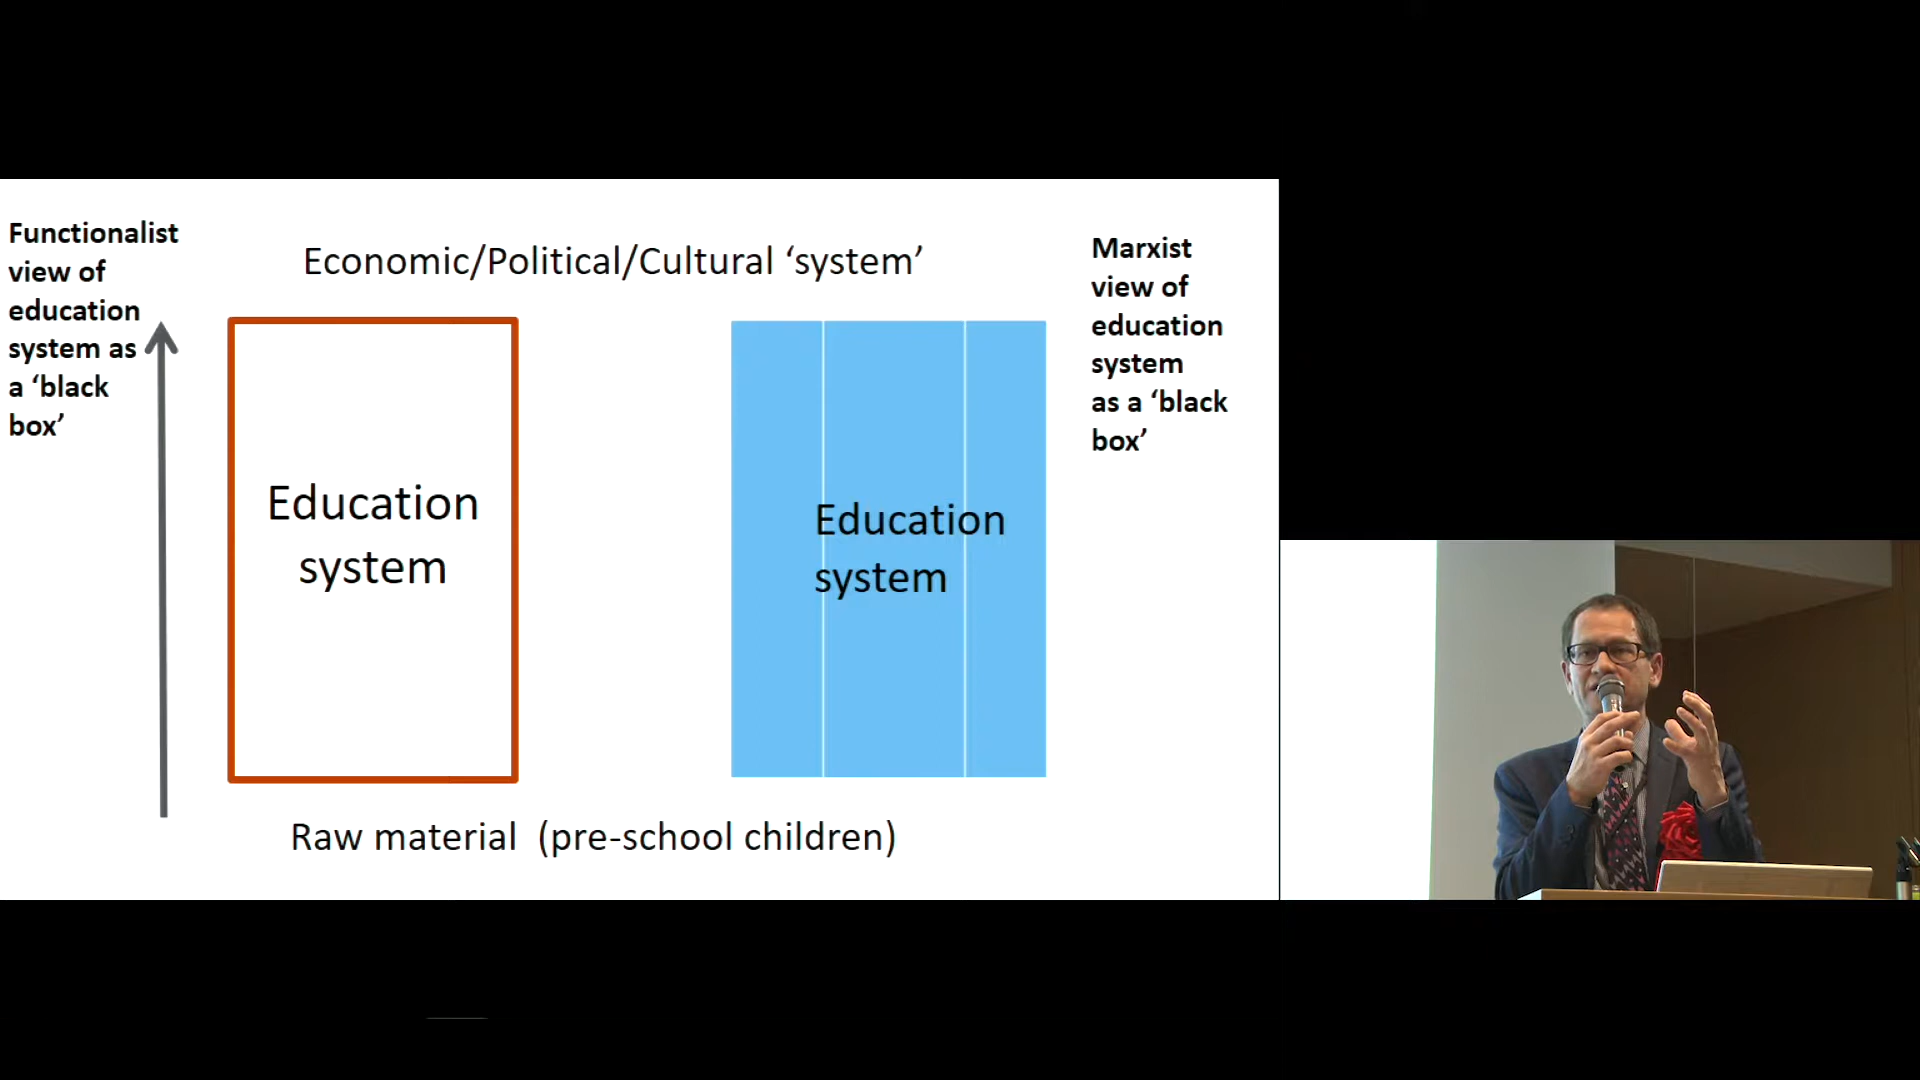 Functionalist
view of
education
system as
a ‘black
box’
Economic/Political/Cultural ‘system’
Education
system
Education
system
Marxist
view of
education
system
as a ‘black
box’
Raw material  (pre-school children)